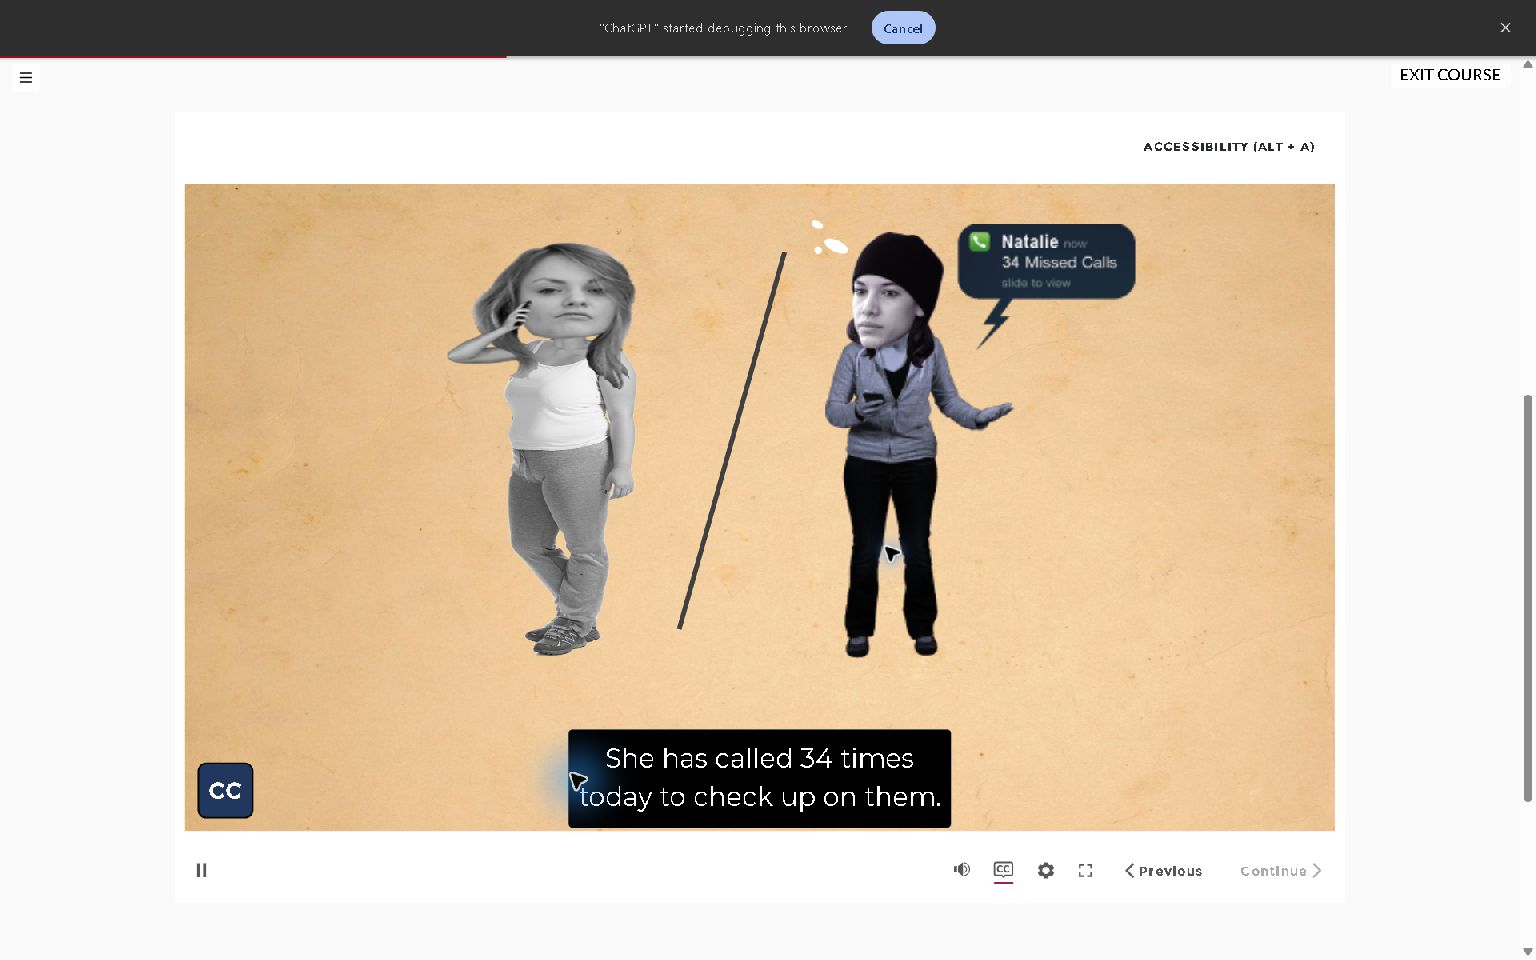 "ChatGPT" started debugging this browser
Cancel
EXIT COURSE
ACCESSIBILITY (ALT + A)
Natalie now
34 Missed Calls
slide to view
She has called 34 times
today to check up on them.
CC
CC
Previous
Continue